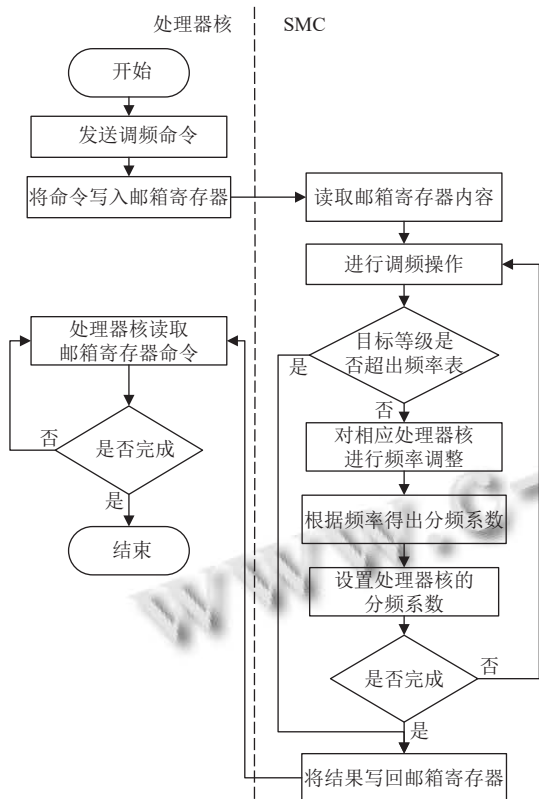 处理器核
SMC
开始
发送调频命令
将命令写入邮箱寄存器
读取邮箱寄存器内容
进行调频操作
目标等级是
否超出频率表
是
否
对相应处理器核
进行频率调整
根据频率得出分频系数
设置处理器核的
分频系数
是否完成
否
是
将结果写回邮箱寄存器
处理器核读取
邮箱寄存器命令
是否完成
否
是
结束
www.c-